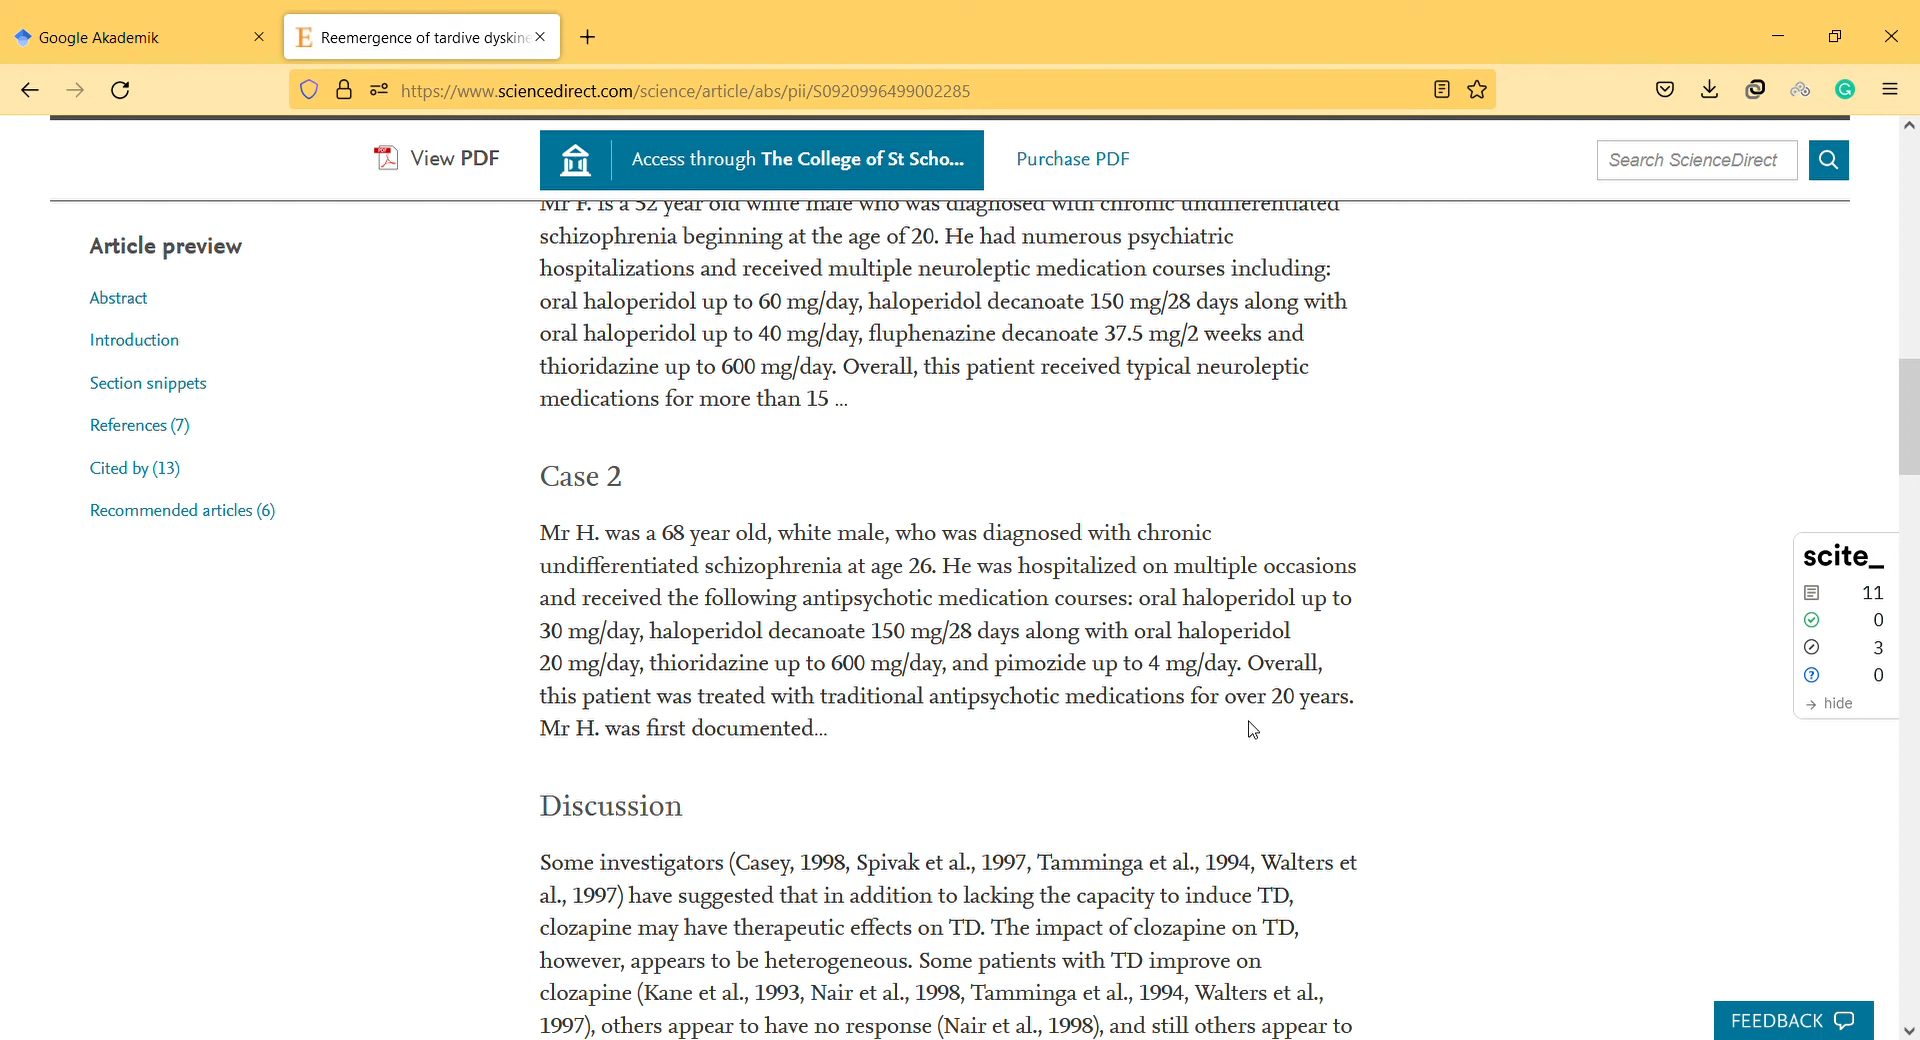 Google Akademik
Reemergence of tardive dyskine
https://www.sciencedirect.com/science/article/abs/pii/S0920996499002285
View PDF
Access through The College of St Scho...
Purchase PDF
Search ScienceDirect
Article preview
Abstract
Introduction
Section snippets
References (7)
Cited by (13)
Recommended articles (6)
Mr F. is a 52 year old white male who was diagnosed with chronic undifferentiated
schizophrenia beginning at the age of 20. He had numerous psychiatric
hospitalizations and received multiple neuroleptic medication courses including:
oral haloperidol up to 60 mg/day, haloperidol decanoate 150 mg/28 days along with
oral haloperidol up to 40 mg/day, fluphenazine decanoate 37.5 mg/2 weeks and
thioridazine up to 600 mg/day. Overall, this patient received typical neuroleptic
medications for more than 15 ...
Case 2
Mr H. was a 68 year old, white male, who was diagnosed with chronic
undifferentiated schizophrenia at age 26. He was hospitalized on multiple occasions
and received the following antipsychotic medication courses: oral haloperidol up to
30 mg/day, haloperidol decanoate 150 mg/28 days along with oral haloperidol
20 mg/day, thioridazine up to 600 mg/day, and pimozide up to 4 mg/day. Overall,
this patient was treated with traditional antipsychotic medications for over 20 years.
Mr H. was first documented...
Discussion
Some investigators (Casey, 1998, Spivak et al., 1997, Tamminga et al., 1994, Walters et
al., 1997) have suggested that in addition to lacking the capacity to induce TD,
clozapine may have therapeutic effects on TD. The impact of clozapine on TD,
however, appears to be heterogeneous. Some patients with TD improve on
clozapine (Kane et al., 1993, Nair et al., 1998, Tamminga et al., 1994, Walters et al.,
1997), others appear to have no response (Nair et al., 1998), and still others appear to
scite_
11
0
3
0
hide
FEEDBACK